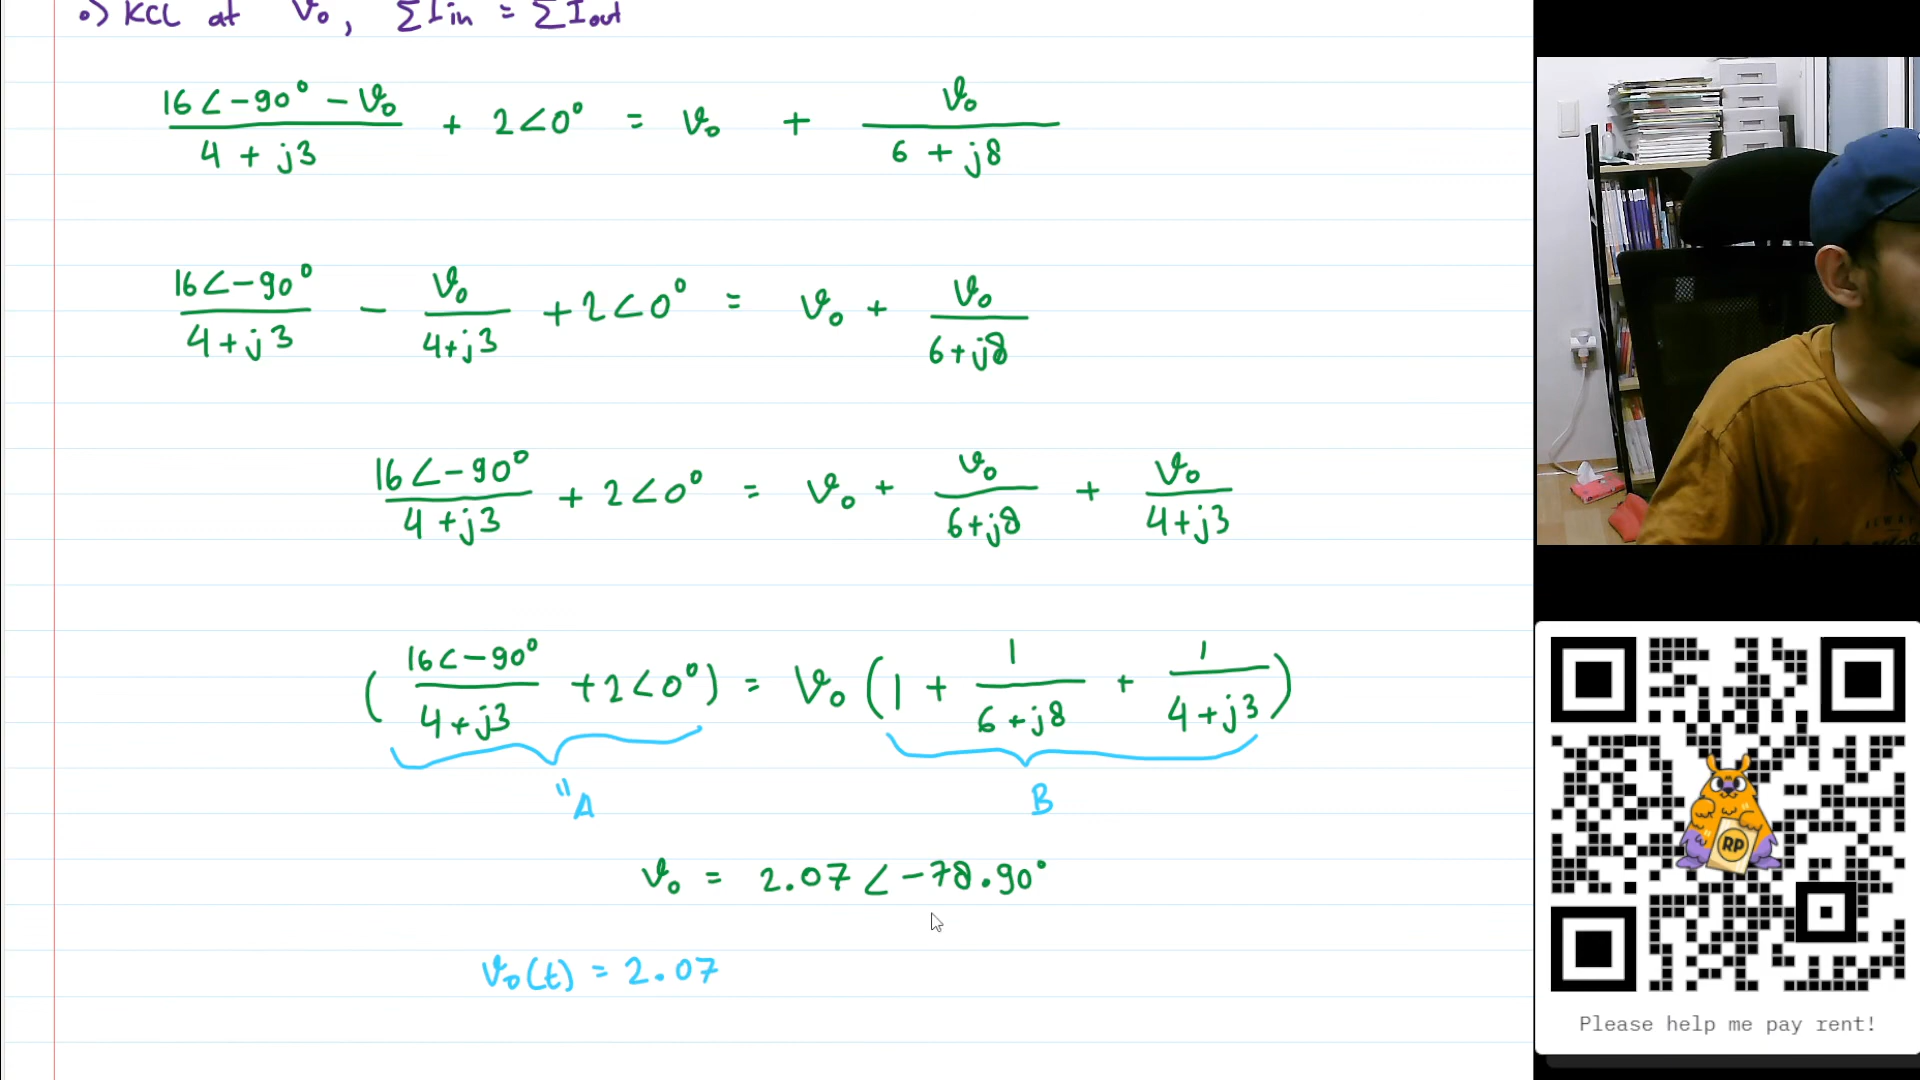 o) KCL at V₀, ΣIin = ΣIout
(16∠-90° - V₀)/(4 + j3) + 2∠0° = V₀ + V₀/(6 + j8)
16∠-90°/(4+j3) - V₀/(4+j3) + 2∠0° = V₀ + V₀/(6+j8)
16∠-90°/(4+j3) + 2∠0° = V₀ + V₀/(6+j8) + V₀/(4+j3)
(16∠-90°/(4+j3) + 2∠0°) = V₀ (1 + 1/(6+j8) + 1/(4+j3))
"A B
V₀ = 2.07 ∠ -78.90°
V₀(t) = 2.07
RP
Please help me pay rent!